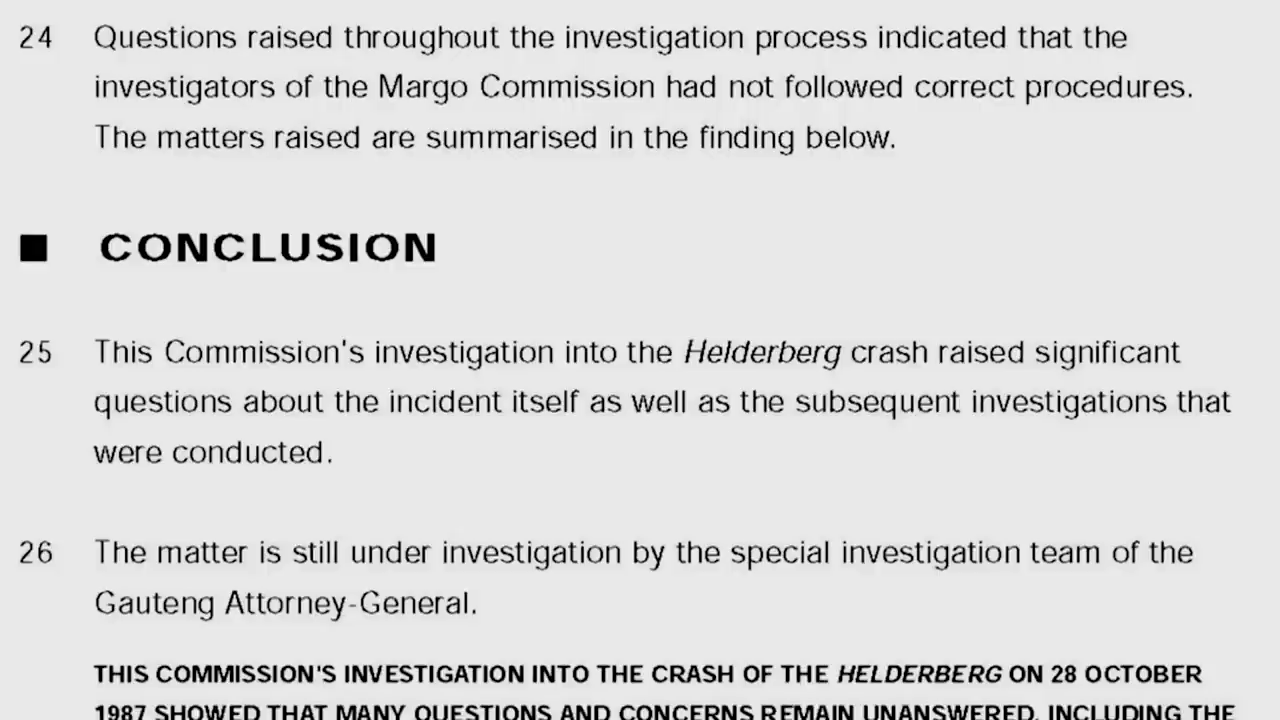 24 Questions raised throughout the investigation process indicated that the
investigators of the Margo Commission had not followed correct procedures.
The matters raised are summarised in the finding below.
■ CONCLUSION
25 This Commission's investigation into the Helderberg crash raised significant
questions about the incident itself as well as the subsequent investigations that
were conducted.
26 The matter is still under investigation by the special investigation team of the
Gauteng Attorney-General.
THIS COMMISSION'S INVESTIGATION INTO THE CRASH OF THE HELDERBERG ON 28 OCTOBER
1987 SHOWED THAT MANY QUESTIONS AND CONCERNS REMAIN UNANSWERED, INCLUDING THE